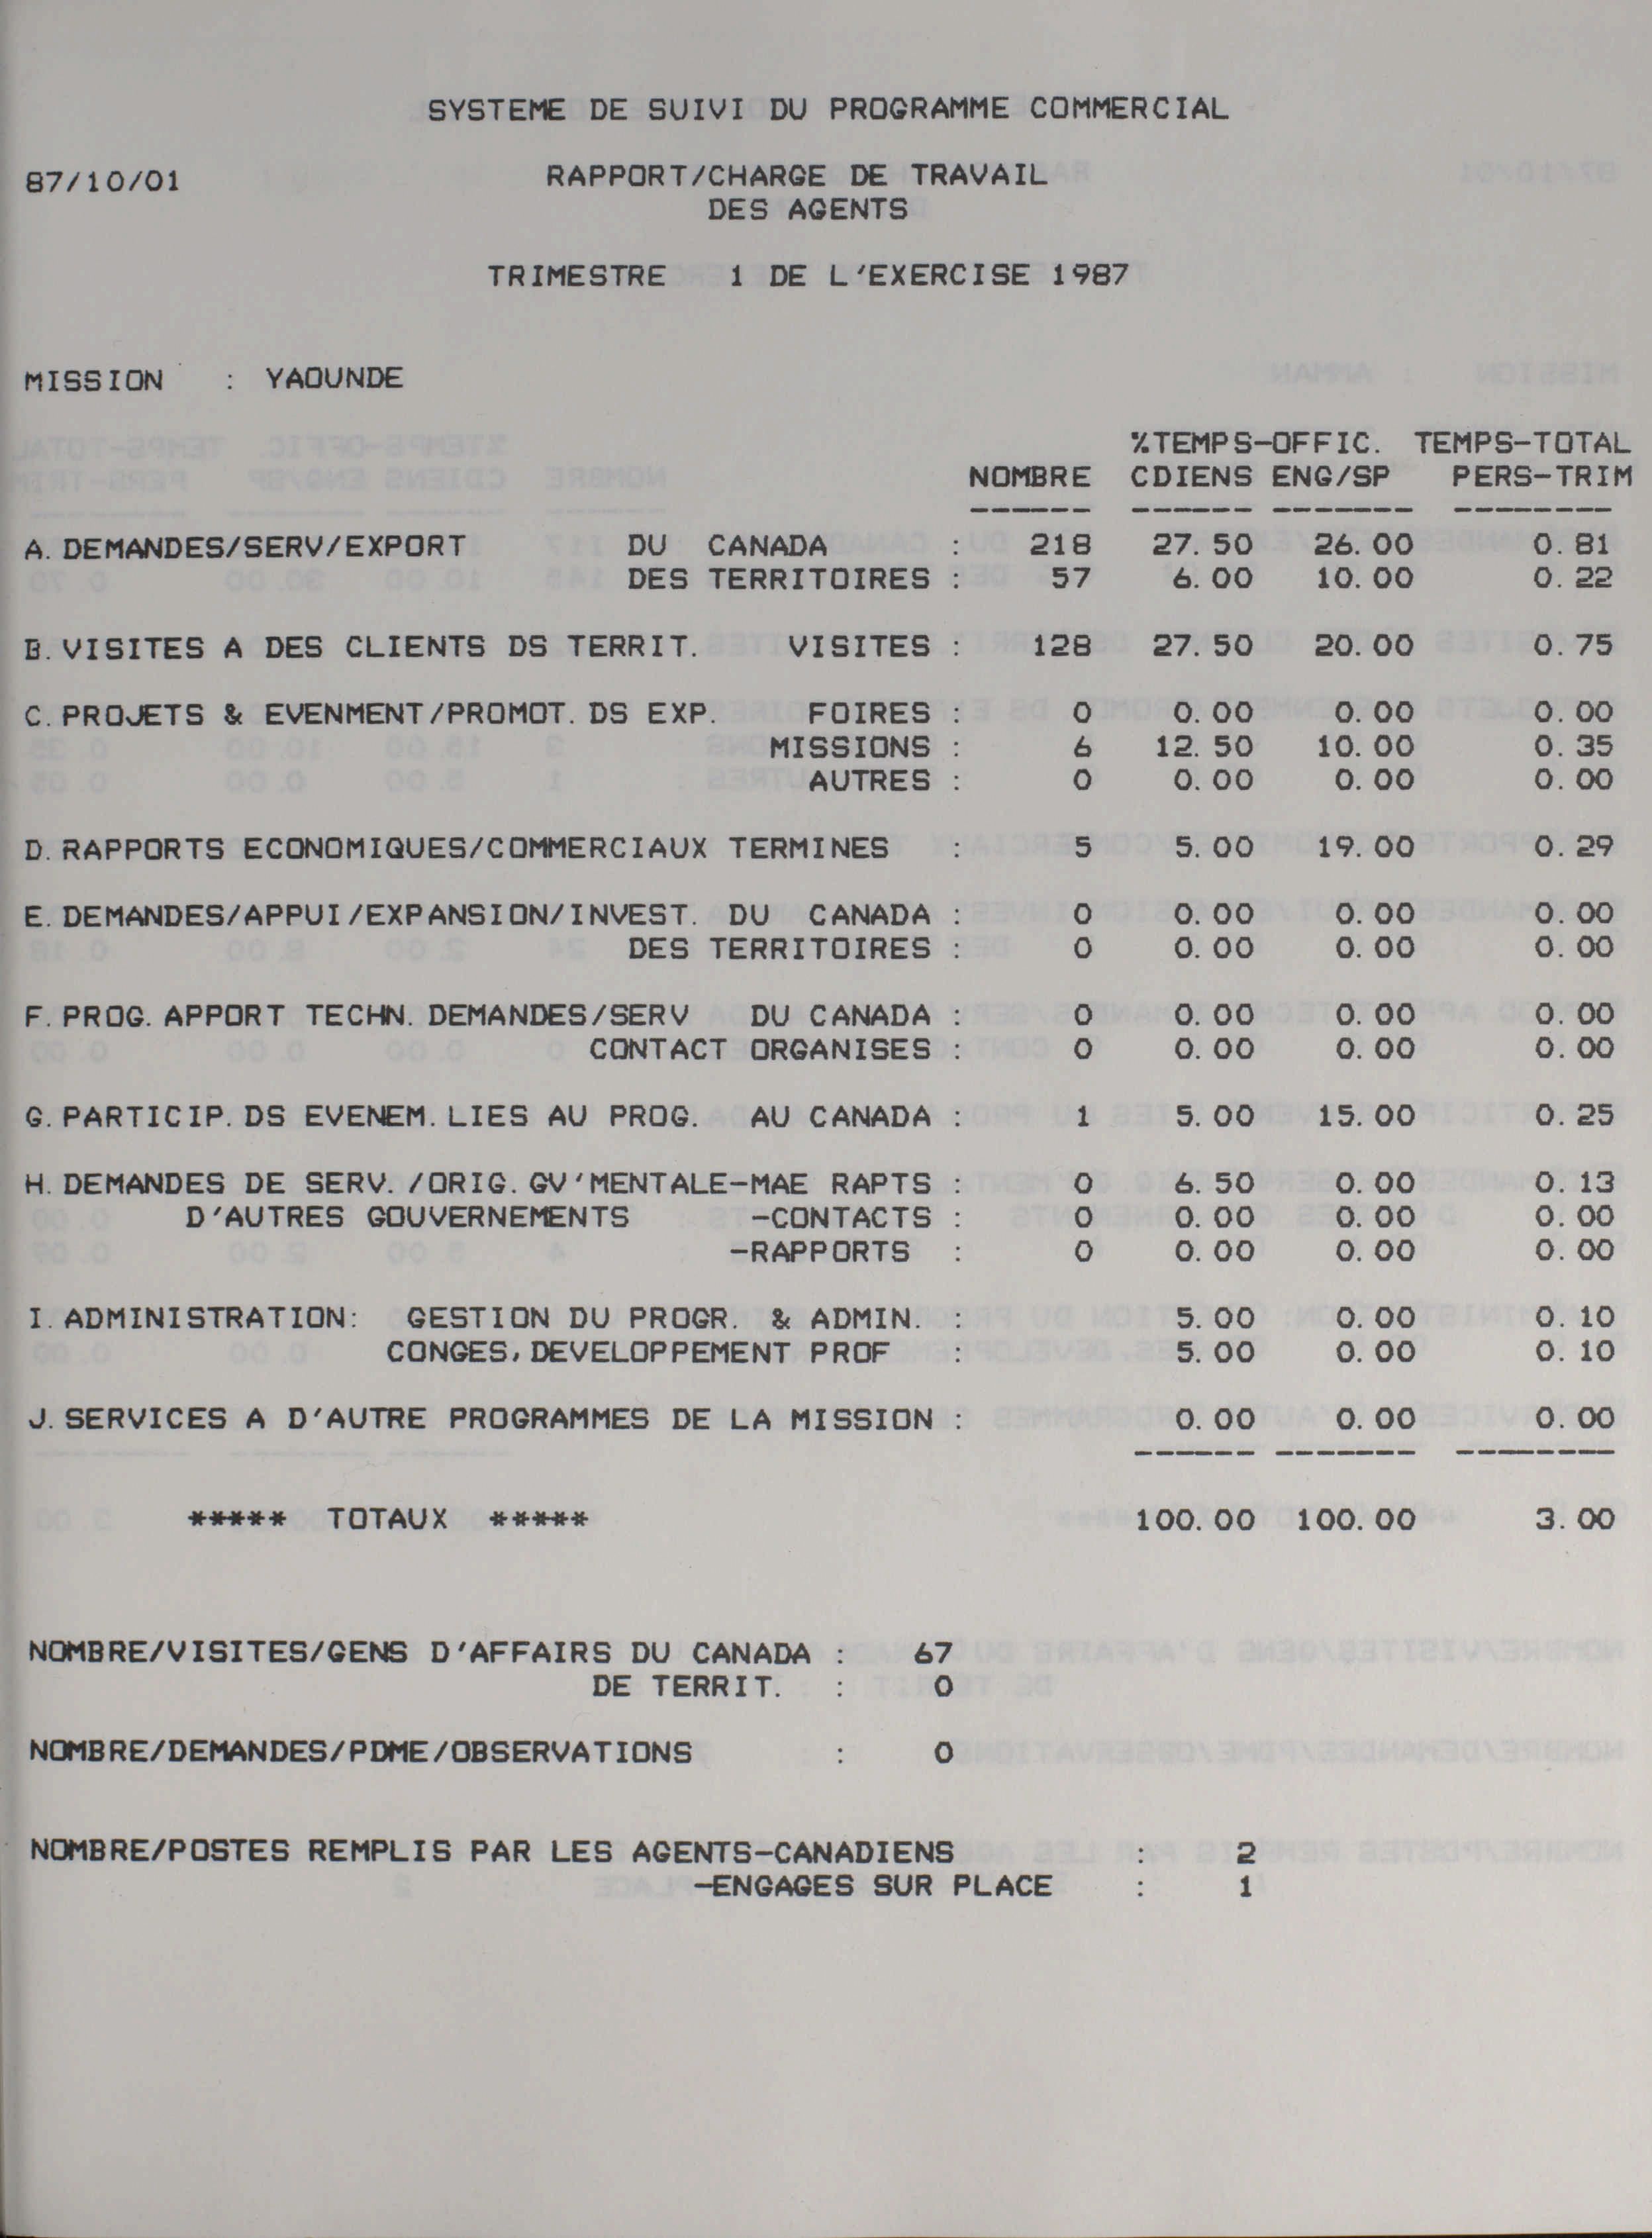 SYSTEME DE SUIVI DU PROGRAMME COMMERCIAL
87/10/01 RAPPORT/CHARGE DE TRAVAIL
DES AGENTS
TRIMESTRE 1 DE L'EXERCISE 1987
MISSION : YAOUNDE
%TEMPS-OFFIC. TEMPS-TOTAL
NOMBRE CDIENS ENG/SP PERS-TRIM
------ ------ ------- --------
A. DEMANDES/SERV/EXPORT DU CANADA : 218 27.50 26.00 0.81
DES TERRITOIRES : 57 6.00 10.00 0.22
B. VISITES A DES CLIENTS DS TERRIT. VISITES : 128 27.50 20.00 0.75
C. PROJETS & EVENMENT/PROMOT. DS EXP. FOIRES : 0 0.00 0.00 0.00
MISSIONS : 6 12.50 10.00 0.35
AUTRES : 0 0.00 0.00 0.00
D. RAPPORTS ECONOMIQUES/COMMERCIAUX TERMINES : 5 5.00 19.00 0.29
E. DEMANDES/APPUI/EXPANSION/INVEST. DU CANADA : 0 0.00 0.00 0.00
DES TERRITOIRES : 0 0.00 0.00 0.00
F. PROG. APPORT TECHN. DEMANDES/SERV DU CANADA : 0 0.00 0.00 0.00
CONTACT ORGANISES : 0 0.00 0.00 0.00
G. PARTICIP. DS EVENEM. LIES AU PROG. AU CANADA : 1 5.00 15.00 0.25
H. DEMANDES DE SERV. /ORIG. GV'MENTALE-MAE RAPTS : 0 6.50 0.00 0.13
D'AUTRES GOUVERNEMENTS -CONTACTS : 0 0.00 0.00 0.00
-RAPPORTS : 0 0.00 0.00 0.00
I. ADMINISTRATION: GESTION DU PROGR. & ADMIN. : 5.00 0.00 0.10
CONGES, DEVELOPPEMENT PROF : 5.00 0.00 0.10
J. SERVICES A D'AUTRE PROGRAMMES DE LA MISSION : 0.00 0.00 0.00
------ ------- --------
***** TOTAUX ***** 100.00 100.00 3.00
NOMBRE/VISITES/GENS D'AFFAIRS DU CANADA : 67
DE TERRIT. : 0
NOMBRE/DEMANDES/PDME/OBSERVATIONS : 0
NOMBRE/POSTES REMPLIS PAR LES AGENTS-CANADIENS : 2
-ENGAGES SUR PLACE : 1